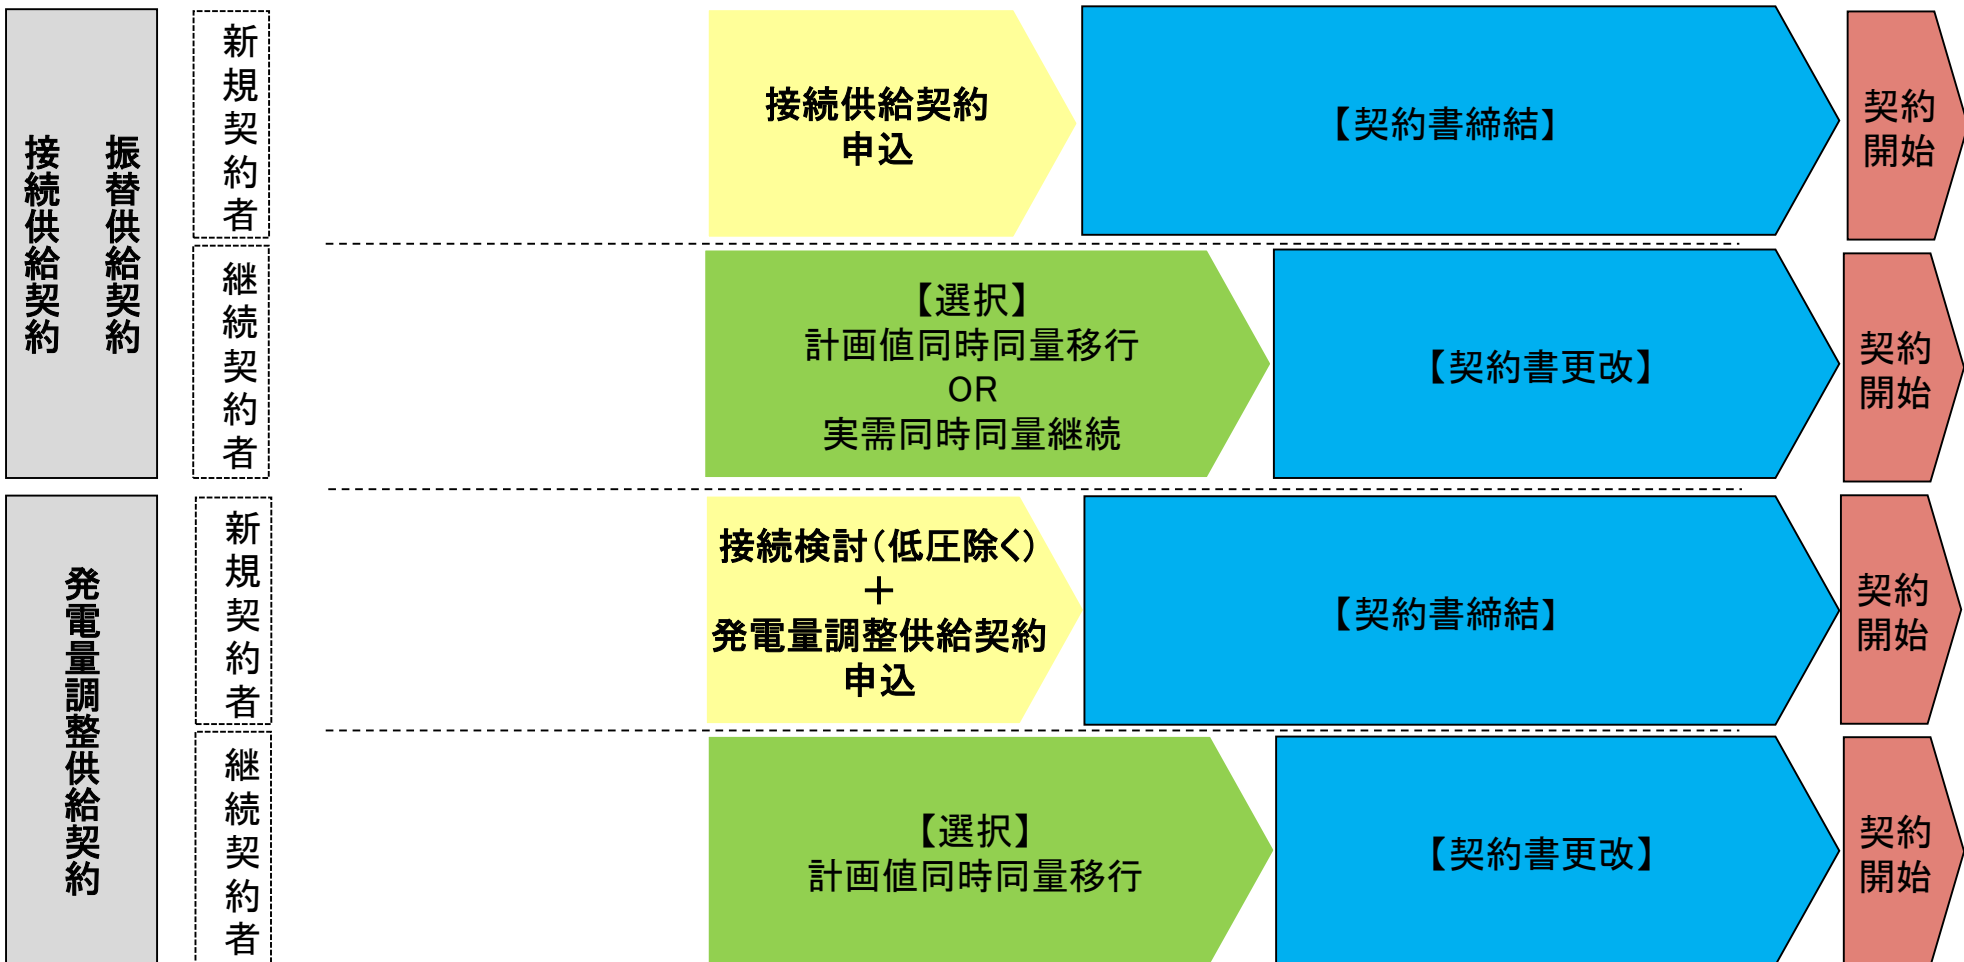 振替供給契約
接続供給契約
新規契約者
接続供給契約
申込
【契約書締結】
契約
開始
継続契約者
【選択】
計画値同時同量移行
OR
実需同時同量継続
【契約書更改】
契約
開始
発電量調整供給契約
新規契約者
接続検討（低圧除く）
＋
発電量調整供給契約
申込
【契約書締結】
契約
開始
継続契約者
【選択】
計画値同時同量移行
【契約書更改】
契約
開始